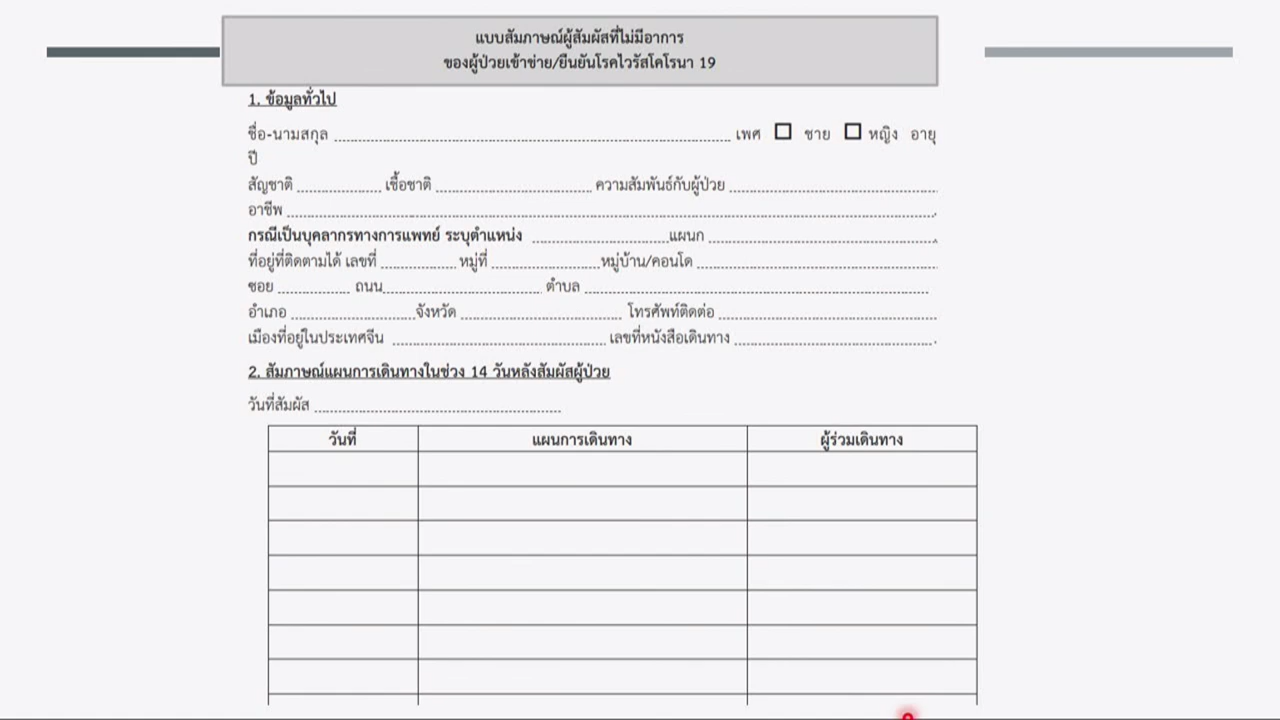 แบบสัมภาษณ์ผู้สัมผัสที่ไม่มีอาการ
ของผู้ป่วยเข้าข่าย/ยืนยันโรคไวรัสโคโรนา 19
1. ข้อมูลทั่วไป
ชื่อ-นามสกุล ........................ เพศ ☐ ชาย ☐ หญิง อายุ
ปี
สัญชาติ ............ เชื้อชาติ ............ ความสัมพันธ์กับผู้ป่วย ............
อาชีพ ............
กรณีเป็นบุคลากรทางการแพทย์ ระบุตำแหน่ง ............ แผนก ............
ที่อยู่ที่ติดตามได้ เลขที่ ............ หมู่ที่ ............ หมู่บ้าน/คอนโด ............
ซอย ............ ถนน ............ ตำบล ............
อำเภอ ............ จังหวัด ............ โทรศัพท์ติดต่อ ............
เมืองที่อยู่ในประเทศจีน ............ เลขที่หนังสือเดินทาง ............
2. สัมภาษณ์แผนการเดินทางในช่วง 14 วันหลังสัมผัสผู้ป่วย
วันที่สัมผัส ............
วันที่ แผนการเดินทาง ผู้ร่วมเดินทาง